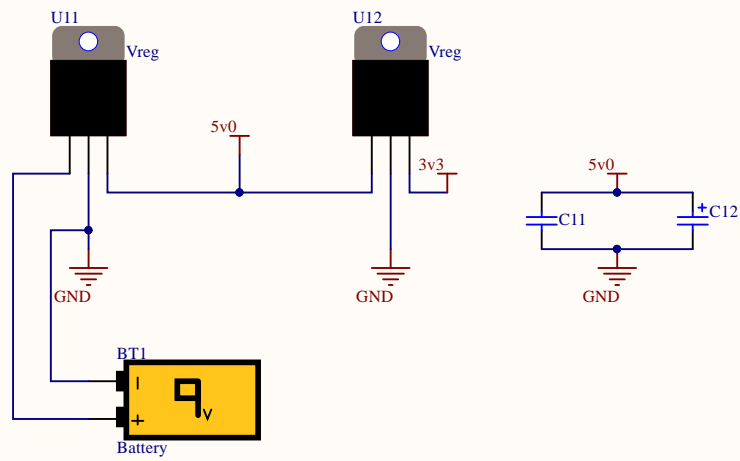 U11
Vreg
U12
Vreg
5v0
3v3
5v0
C11
+
C12
GND
GND
GND
BT1
-
9v
+
Battery